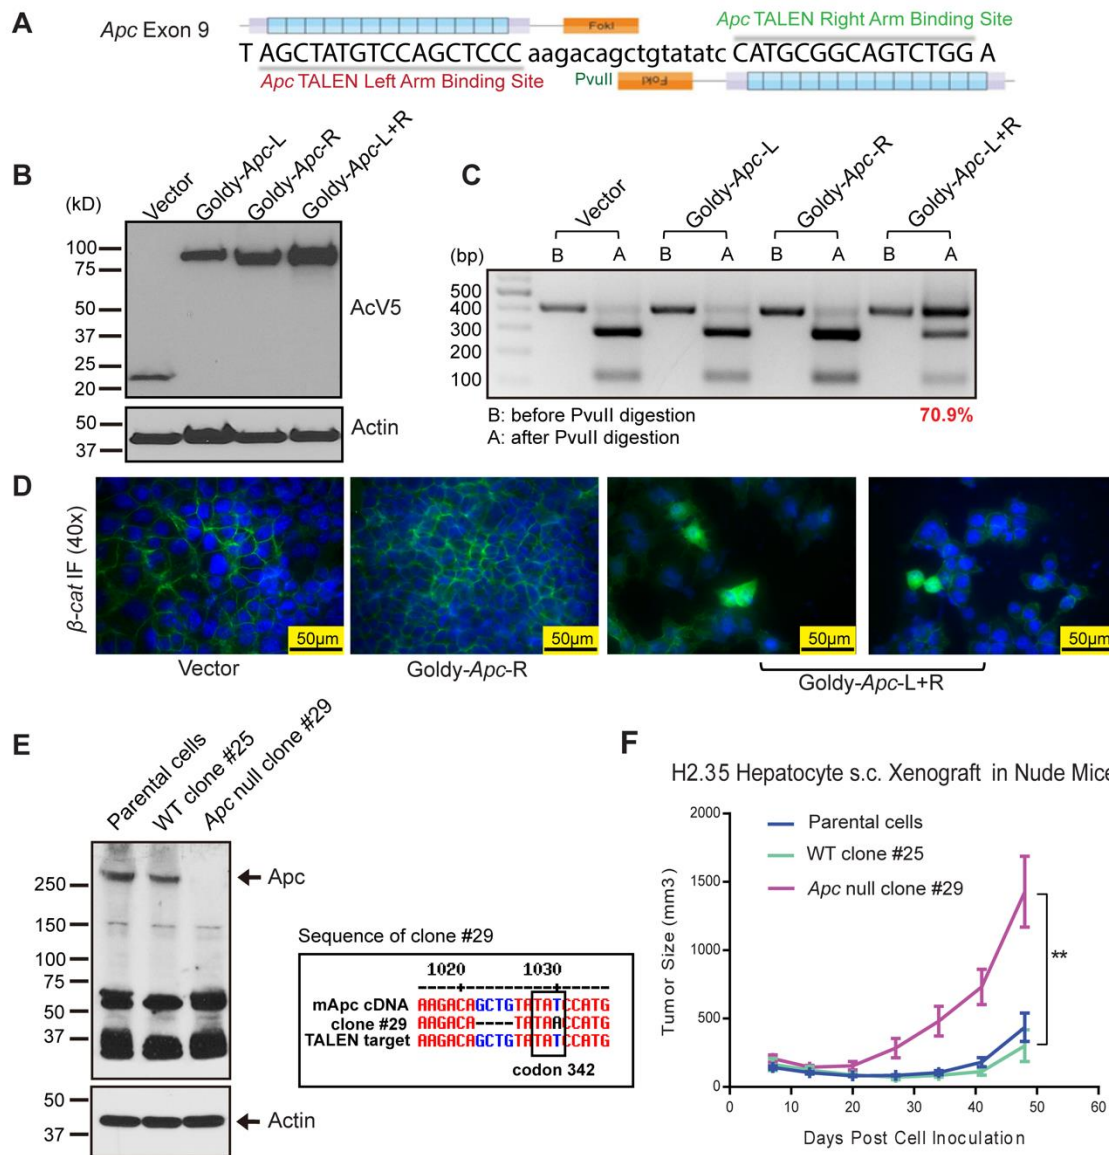 A
Apc Exon 9
FokI
Apc TALEN Right Arm Binding Site
T AGCTATGTCCAGCTCCC aagacagctgtatatc CATGCGGCAGTCTGG A
Apc TALEN Left Arm Binding Site
PvuII
FokI
B
(kD)
Vector
Goldy-Apc-L
Goldy-Apc-R
Goldy-Apc-L+R
100
75
50
37
25
20
AcV5
50
37
Actin
C
Vector
Goldy-Apc-L
Goldy-Apc-R
Goldy-Apc-L+R
(bp)
B A B A B A B A
500
400
300
200
100
B: before PvuII digestion
A: after PvuII digestion
70.9%
D
β-cat IF (40x)
50µm
50µm
50µm
50µm
Vector
Goldy-Apc-R
Goldy-Apc-L+R
E
Parental cells
WT clone #25
Apc null clone #29
250
150
100
75
50
37
Apc
50
37
Actin
Sequence of clone #29
1020 1030
mApc cDNA AAGACAGCTGTATATCCATG
clone #29 AAGACA----TATAACCATG
TALEN target AAGACAGCTGTATATCCATG
codon 342
F
H2.35 Hepatocyte s.c. Xenograft in Nude Mice
Tumor Size (mm3)
2000
1500
1000
500
0
Parental cells
WT clone #25
Apc null clone #29
**
0 10 20 30 40 50 60
Days Post Cell Inoculation